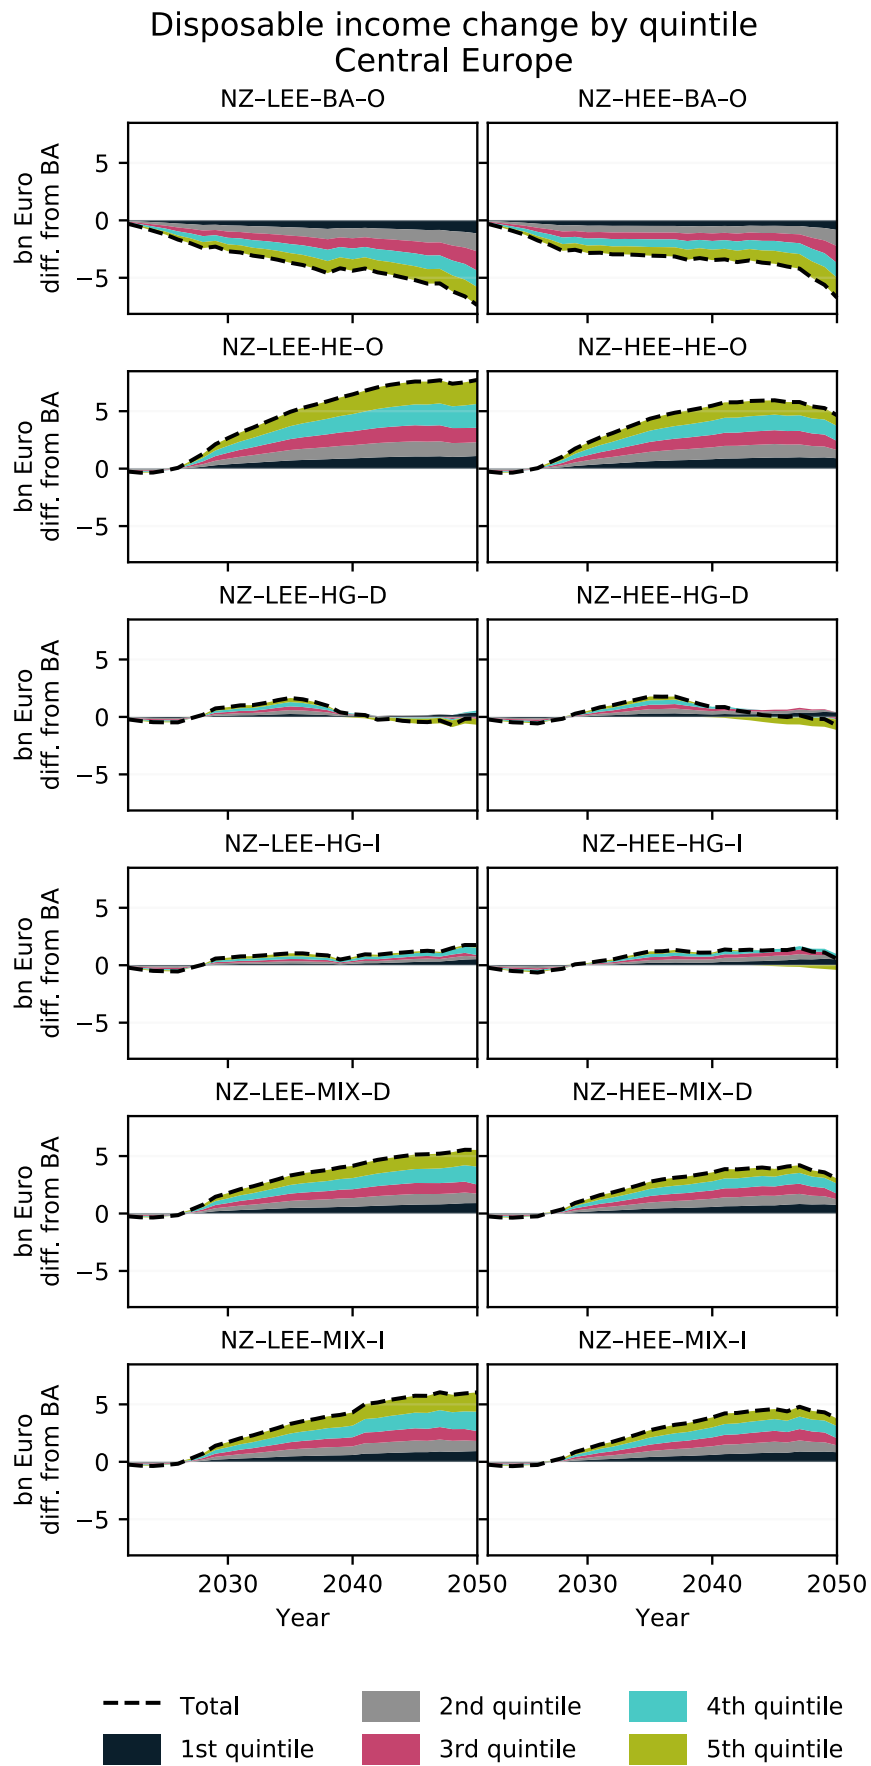 Disposable income change by quintile
Central Europe
NZ–LEE–BA–O
NZ–HEE–BA–O
bn Euro
diff. from BA
5
0
−5
NZ–LEE-HE–O
NZ–HEE–HE–O
bn Euro
diff. from BA
5
0
−5
NZ–LEE–HG–D
NZ–HEE–HG–D
bn Euro
diff. from BA
5
0
−5
NZ–LEE–HG–I
NZ–HEE–HG–I
bn Euro
diff. from BA
5
0
−5
NZ–LEE–MIX–D
NZ–HEE–MIX–D
bn Euro
diff. from BA
5
0
−5
NZ–LEE–MIX–I
NZ–HEE–MIX–I
bn Euro
diff. from BA
5
0
−5
2030 2040 2050 2030 2040 2050
Year Year
Total 2nd quintile 4th quintile
1st quintile 3rd quintile 5th quintile